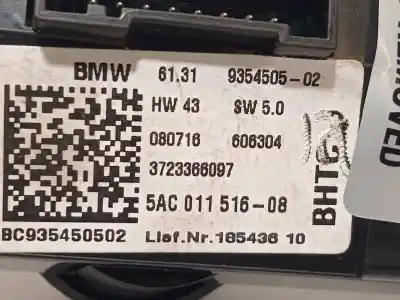 BMW 61.31 9354505-02
HW 43 SW 5.0
080716 606304
3723366097
5AC 011 516-08
BC935450502 Lief.Nr.185436 10
BHTC